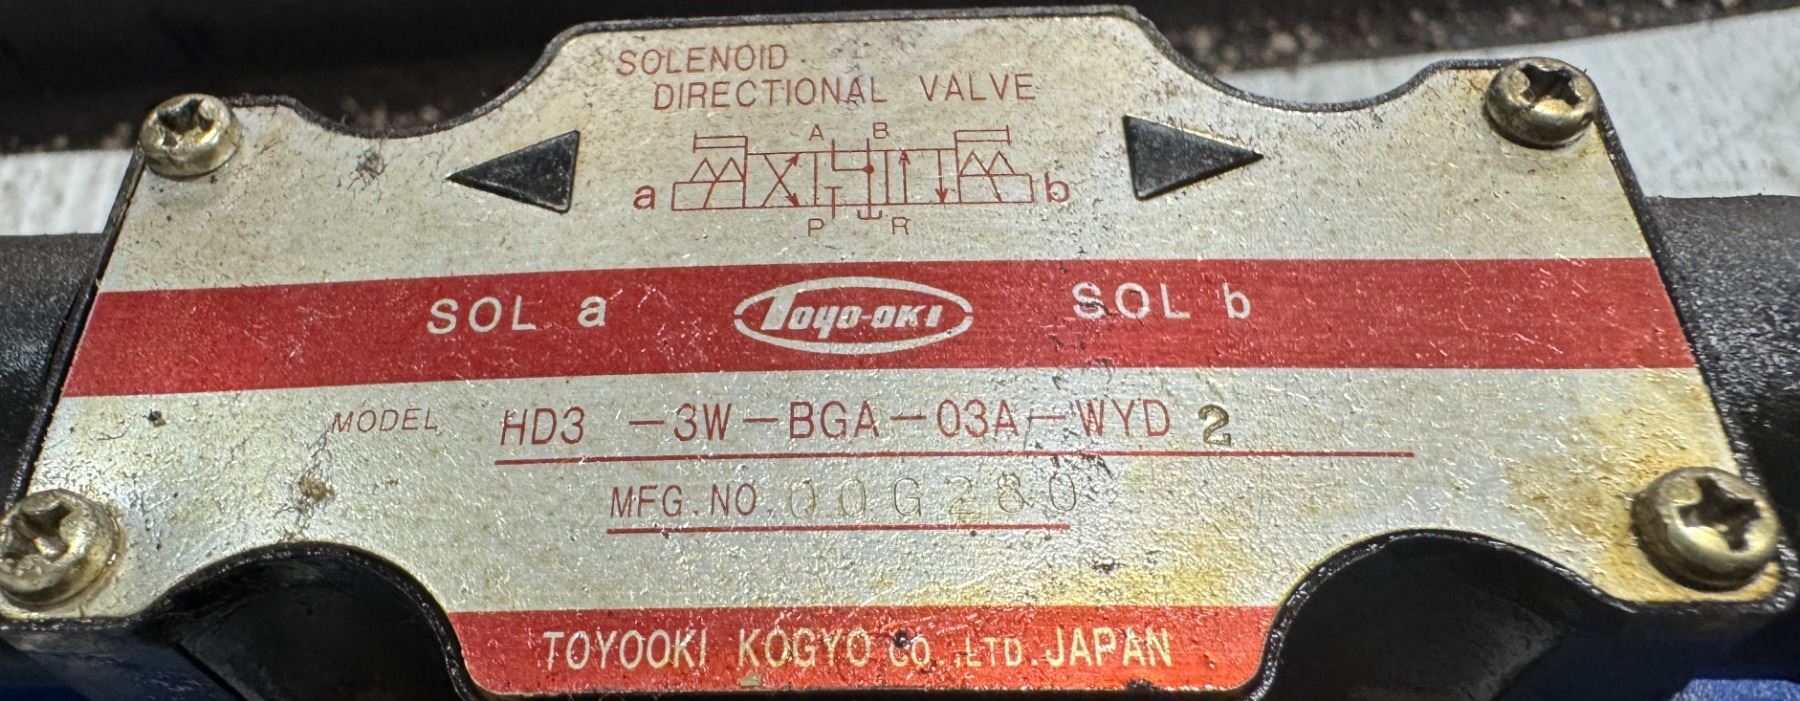 SOLENOID
DIRECTIONAL VALVE
A B
a b
P R
SOL a TOYO-OKI SOL b
MODEL HD3 -3W-BGA-03A-WYD 2
MFG.NO.00G280
TOYOOKI KOGYO CO.,LTD.JAPAN